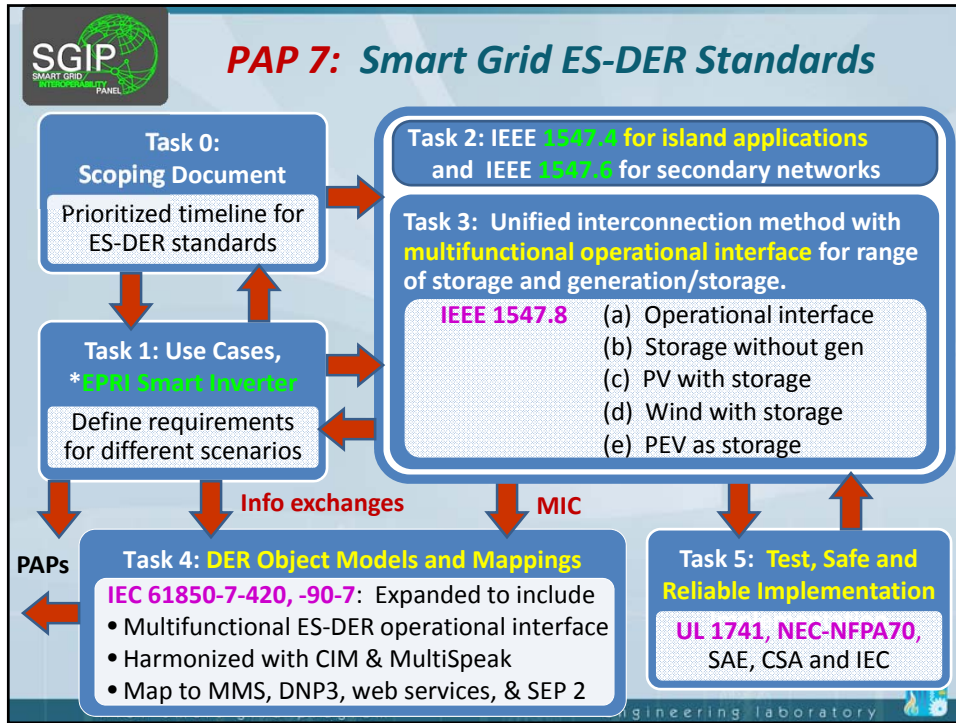 SGIP
SMART GRID
INTEROPERABILITY
PANEL
PAP 7: Smart Grid ES-DER Standards
Task 0:
Scoping Document
Prioritized timeline for
ES-DER standards
Task 2: IEEE 1547.4 for island applications
and IEEE 1547.6 for secondary networks
Task 3: Unified interconnection method with
multifunctional operational interface for range
of storage and generation/storage.
IEEE 1547.8 (a) Operational interface
(b) Storage without gen
(c) PV with storage
(d) Wind with storage
(e) PEV as storage
Task 1: Use Cases,
*EPRI Smart Inverter
Define requirements
for different scenarios
Info exchanges
MIC
PAPs
Task 4: DER Object Models and Mappings
IEC 61850-7-420, -90-7: Expanded to include
• Multifunctional ES-DER operational interface
• Harmonized with CIM & MultiSpeak
• Map to MMS, DNP3, web services, & SEP 2
Task 5: Test, Safe and
Reliable Implementation
UL 1741, NEC-NFPA70,
SAE, CSA and IEC
ngineering laboratory